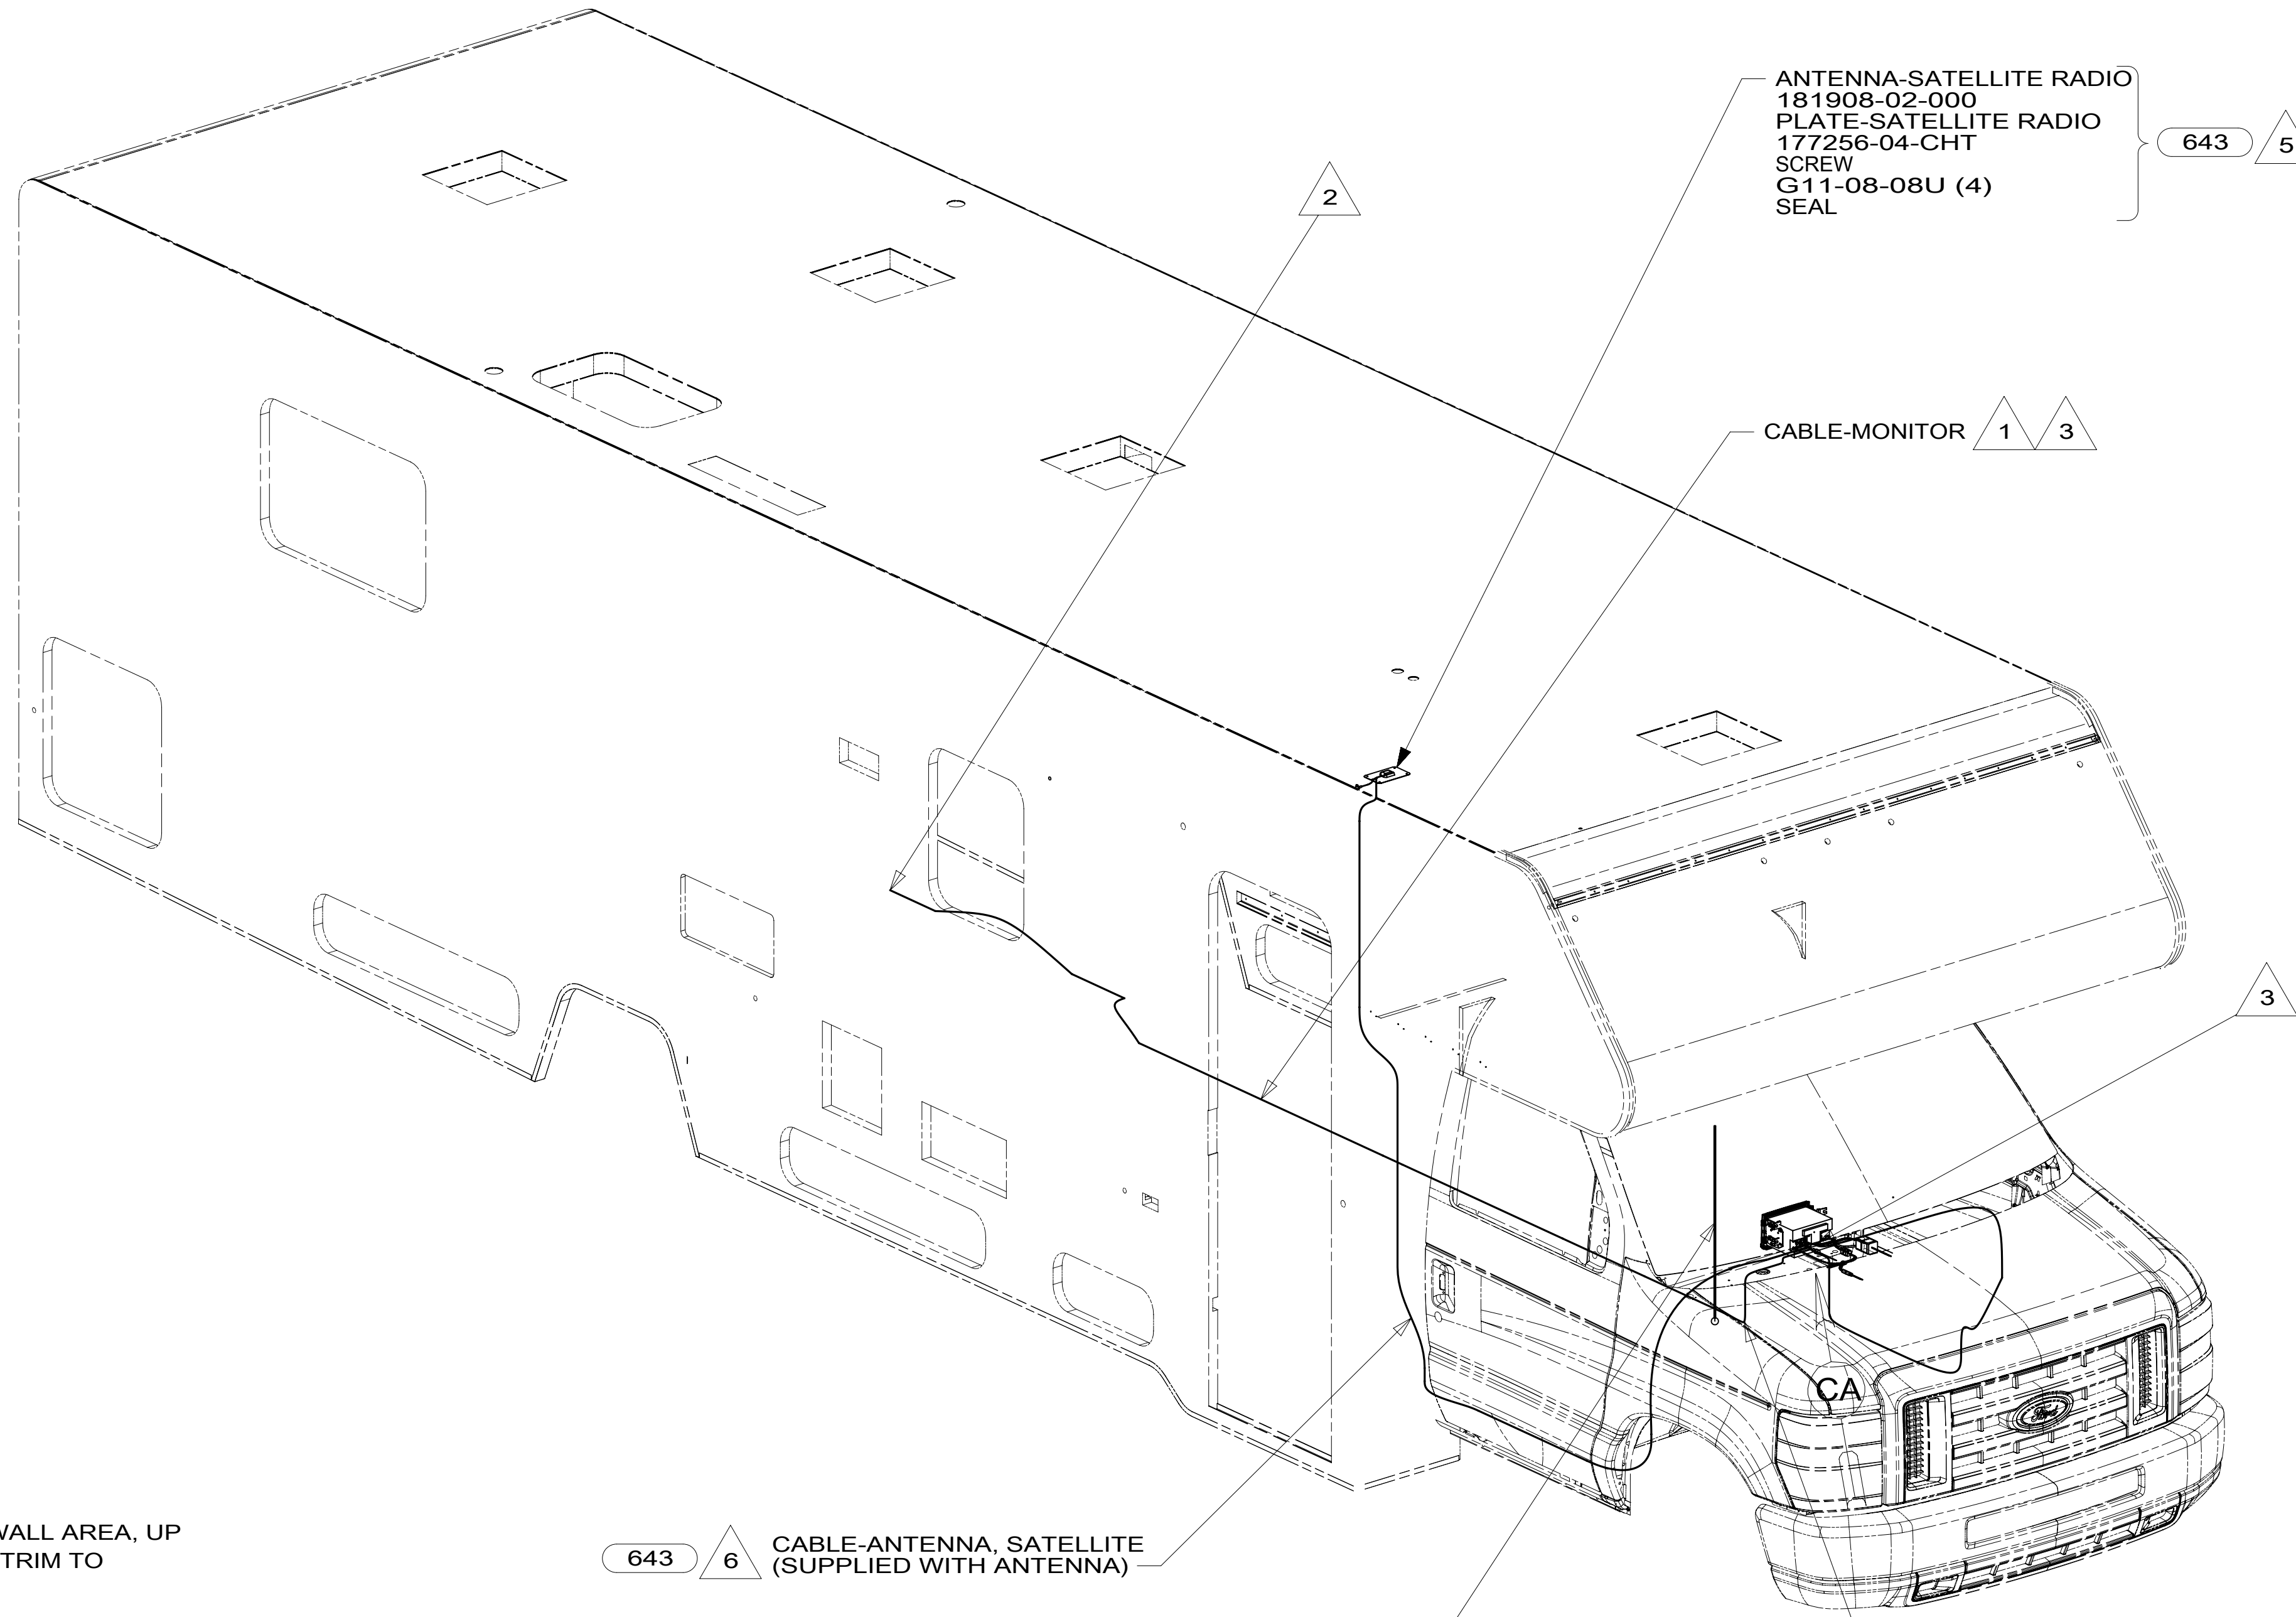 ANTENNA-SATELLITE RADIO
181908-02-000
PLATE-SATELLITE RADIO
177256-04-CHT
SCREW
G11-08-08U (4)
SEAL
643
5
2
CABLE-MONITOR
1
3
3
CA
Ford
WALL AREA, UP
TRIM TO
643
6
CABLE-ANTENNA, SATELLITE
(SUPPLIED WITH ANTENNA)